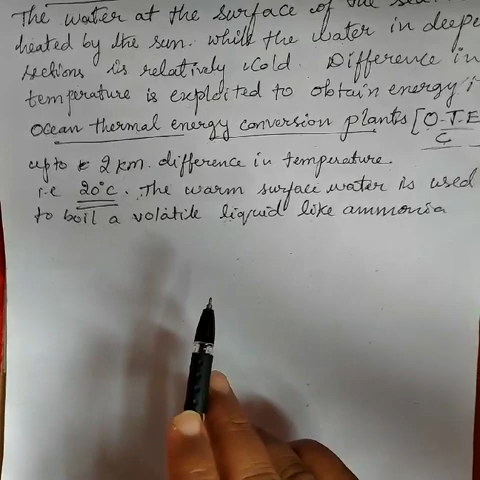 The water at the surface of the
heated by the sun. while the water in deepe
sections is relatively cold. Difference in
temperature is exploited to obtain energy i
ocean thermal energy conversion plants [O.T.E
C
upto 2 km. difference in temperature.
i.e 20°C. The warm surface water is used
to boil a volatile liquid like ammonia